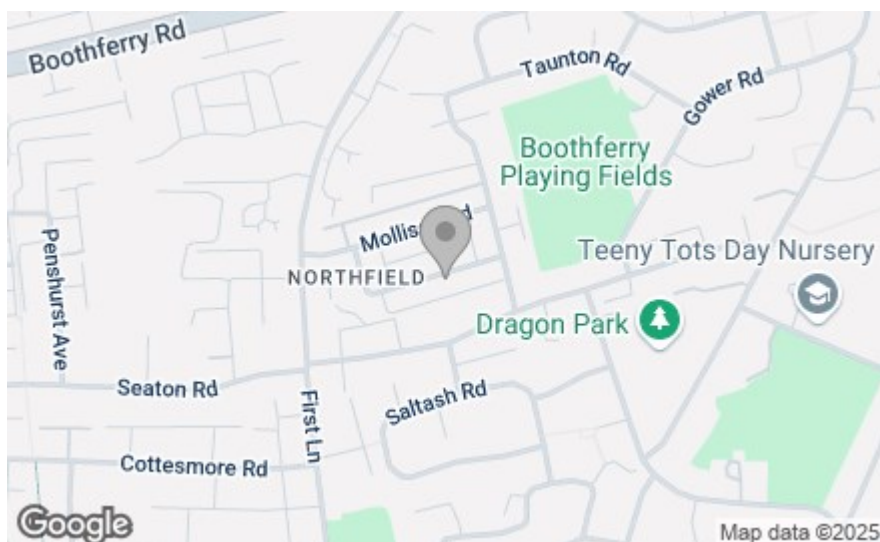 Boothferry Rd
Taunton Rd
Gower Rd
Boothferry
Playing Fields
Penshurst Ave
NORTHFIELD
Teeny Tots Day Nursery
Dragon Park
Seaton Rd
First Ln
Saltash Rd
Cottesmore Rd
Google
Map data ©2025